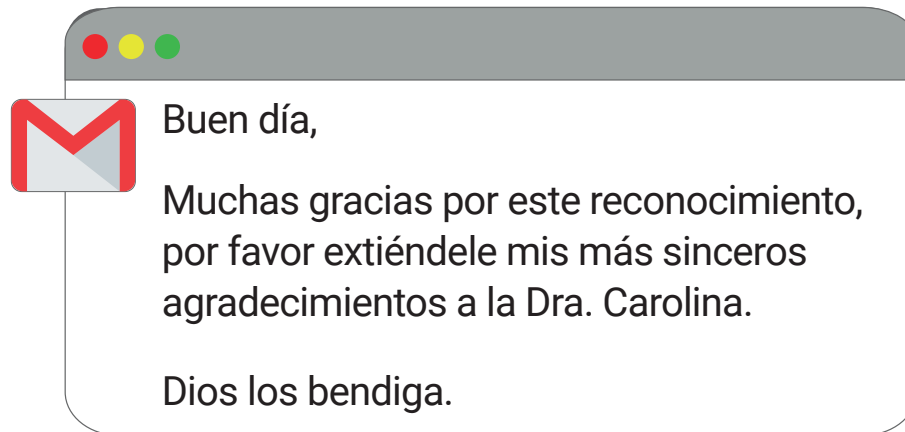 Buen día,
Muchas gracias por este reconocimiento,
por favor extiéndele mis más sinceros
agradecimientos a la Dra. Carolina.
Dios los bendiga.